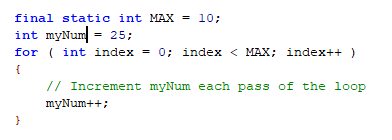 final static int MAX = 10;
int myNum = 25;
for ( int index = 0; index < MAX; index++ )
{
    // Increment myNum each pass of the loop
    myNum++;
}